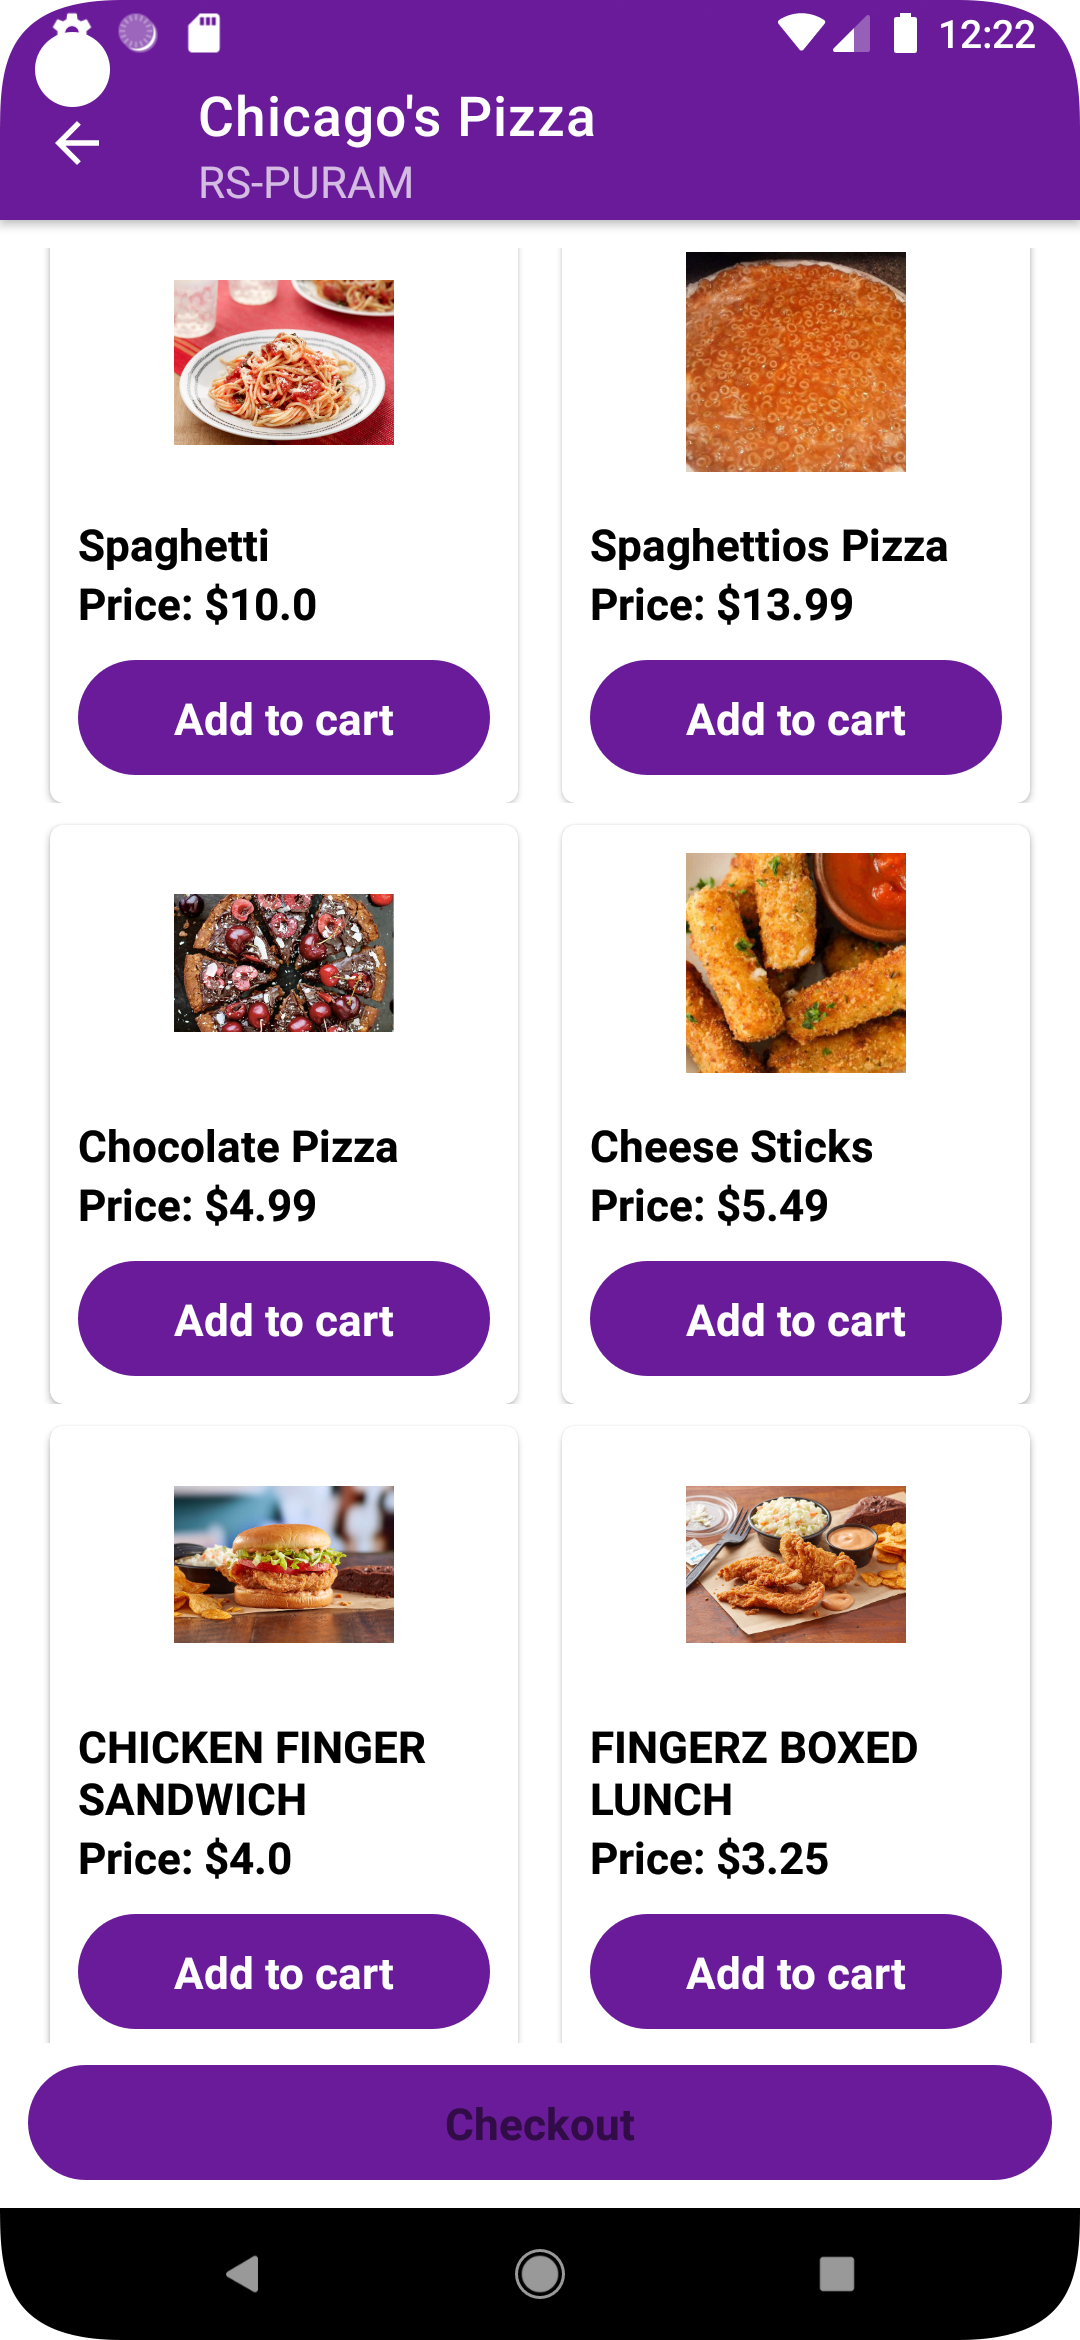 12:22
Chicago's Pizza
RS-PURAM
Spaghetti
Price: $10.0
Add to cart
Spaghettios Pizza
Price: $13.99
Add to cart
Chocolate Pizza
Price: $4.99
Add to cart
Cheese Sticks
Price: $5.49
Add to cart
CHICKEN FINGER
SANDWICH
Price: $4.0
Add to cart
FINGERZ BOXED
LUNCH
Price: $3.25
Add to cart
Checkout